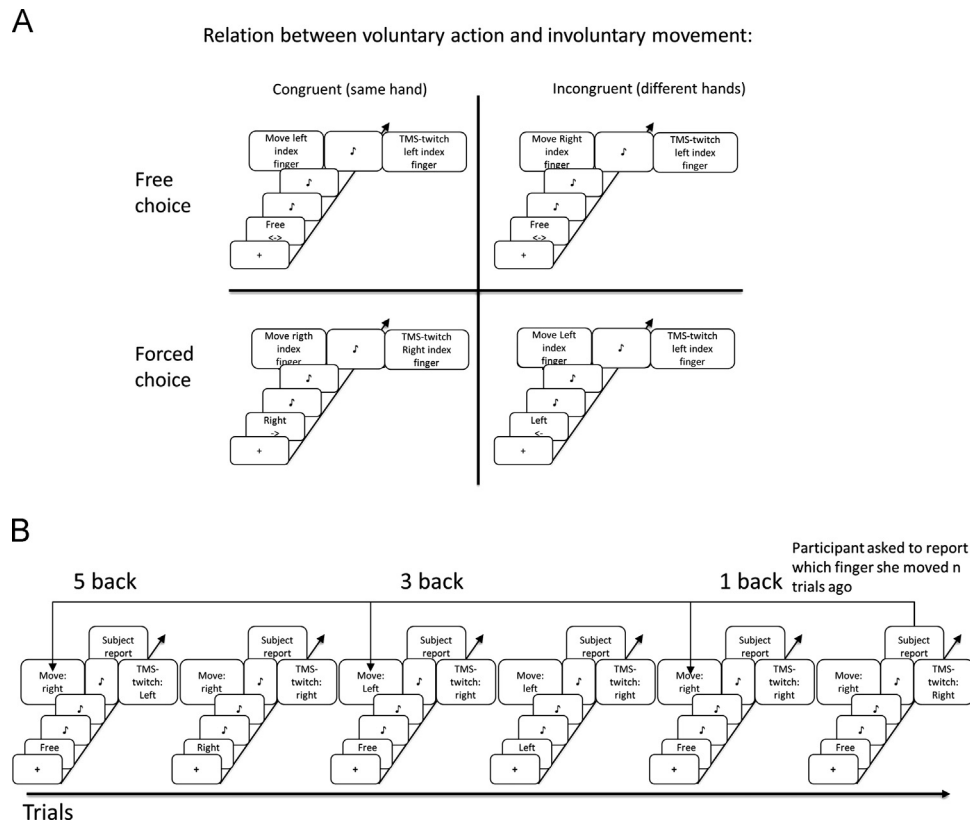 A
Relation between voluntary action and involuntary movement:
Congruent (same hand)
Incongruent (different hands)
Free
choice
Move left
index
finger
♪
TMS-twitch
left index
finger
♪
♪
Free
<->
+
Move Right
index
finger
♪
TMS-twitch
left index
finger
♪
♪
Free
<->
+
Forced
choice
Move rigth
index
finger
♪
TMS-twitch
Right index
finger
♪
♪
Right
->
+
Move Left
index
finger
♪
TMS-twitch
left index
finger
♪
♪
Left
<-
+
B
Participant asked to report
which finger she moved n
trials ago
5 back
3 back
1 back
Subject
report
Move:
right
♪
TMS-
twitch:
Left
♪
♪
Free
+
Subject
report
Move:
right
♪
TMS-
twitch:
right
♪
♪
Right
+
Subject
report
Move:
Left
♪
TMS-
twitch:
right
♪
♪
Free
+
Subject
report
Move:
left
♪
TMS-
twitch:
right
♪
♪
Left
+
Subject
report
Move:
right
♪
TMS-
twitch:
right
♪
♪
Free
+
Subject
report
Move:
right
♪
TMS-
twitch:
Right
♪
♪
Free
+
Trials